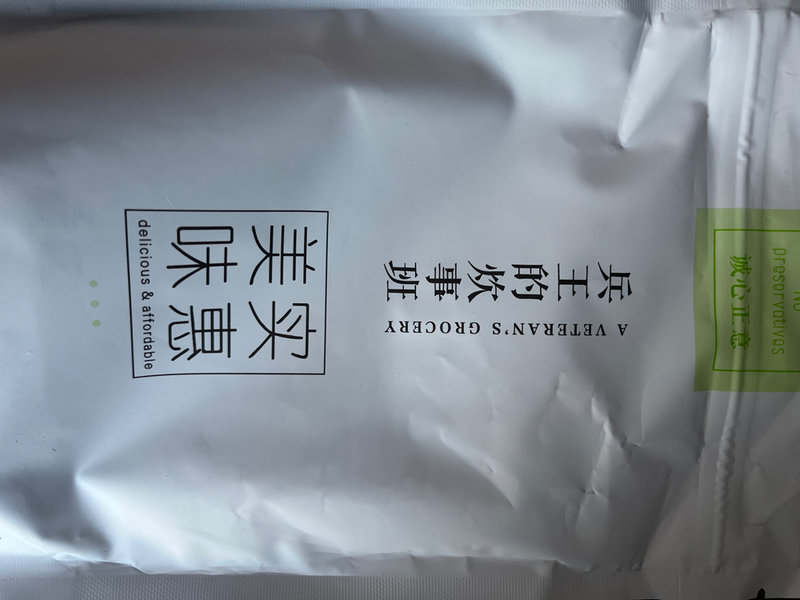 No
preservatives
诚心正意
兵王的炊事班
A VETERAN'S GROCERY
美味
实惠
delicious & affordable